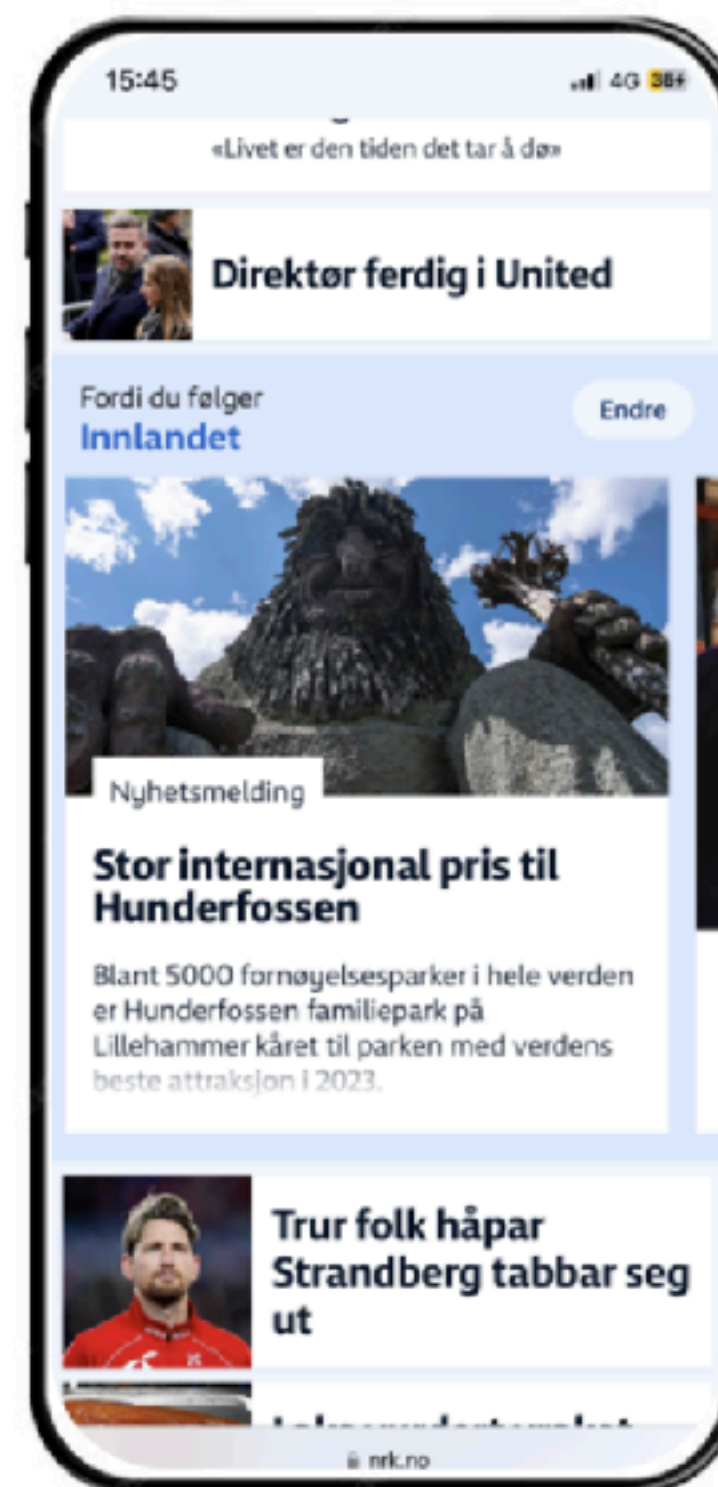 15:45
4G 38
«Livet er den tiden det tar å dø»
Direktør ferdig i United
Fordi du følger
Innlandet
Endre
Nyhetsmelding
Stor internasjonal pris til
Hunderfossen
Blant 5000 fornøyelsesparker i hele verden
er Hunderfossen familiepark på
Lillehammer kåret til parken med verdens
beste attraksjon i 2023.
Trur folk håpar
Strandberg tabbar seg
ut
nrk.no